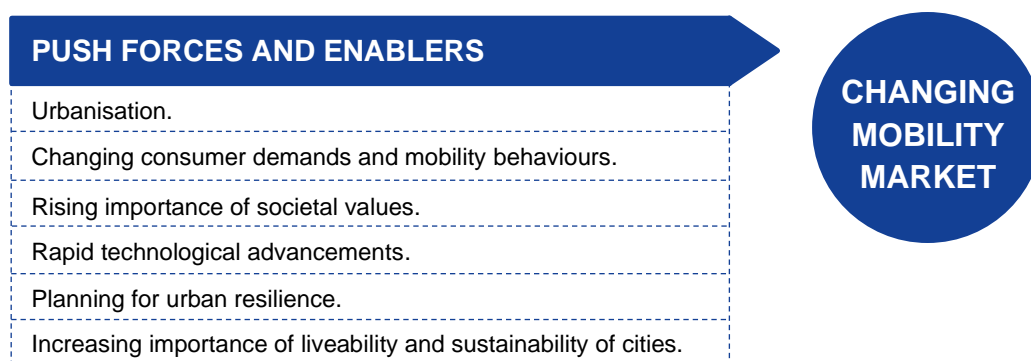 PUSH FORCES AND ENABLERS
Urbanisation.
Changing consumer demands and mobility behaviours.
Rising importance of societal values.
Rapid technological advancements.
Planning for urban resilience.
Increasing importance of liveability and sustainability of cities.
CHANGING
MOBILITY
MARKET